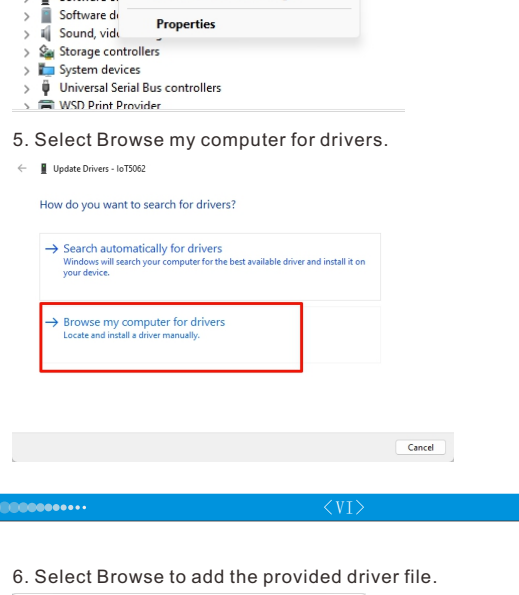 Software de
Properties
Sound, vide
Storage controllers
System devices
Universal Serial Bus controllers
WSD Print Provider
5. Select Browse my computer for drivers.
Update Drivers - IoT5062
How do you want to search for drivers?
Search automatically for drivers
Windows will search your computer for the best available driver and install it on
your device.
Browse my computer for drivers
Locate and install a driver manually.
Cancel
<VI>
6. Select Browse to add the provided driver file.